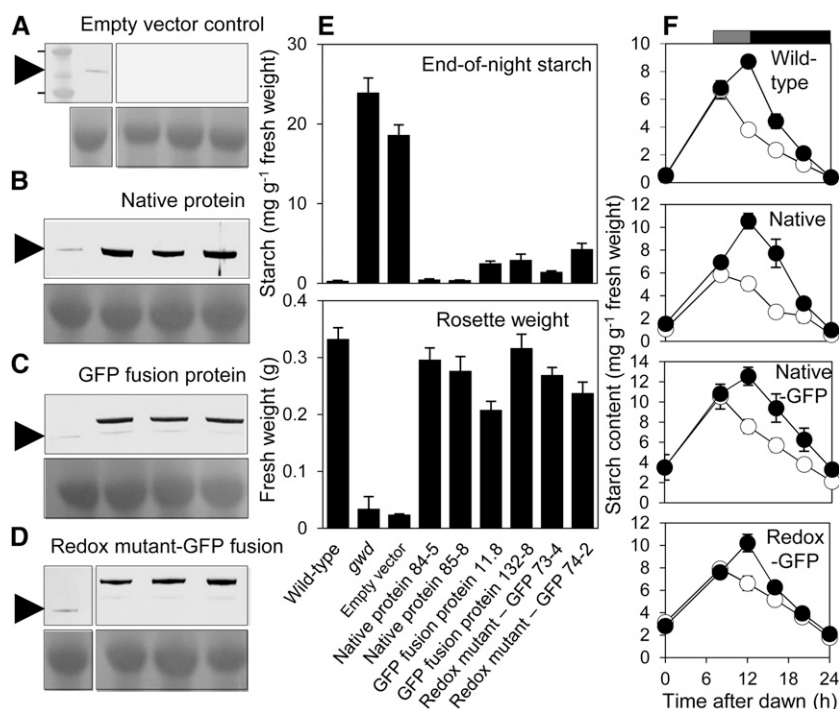 A
Empty vector control
B
Native protein
C
GFP fusion protein
D
Redox mutant-GFP fusion
E
End-of-night starch
Starch (mg g-1 fresh weight)
30
20
10
0
Rosette weight
Fresh weight (g)
0.4
0.3
0.2
0.1
0
Wild-type
gwd
Empty vector
Native protein 84-5
Native protein 85-8
GFP fusion protein 11.8
GFP fusion protein 132-8
Redox mutant – GFP 73-4
Redox mutant – GFP 74-2
F
Wild-
type
10
8
6
4
2
0
Native
12
10
8
6
4
2
0
Native
-GFP
14
12
10
8
6
4
2
0
Redox
-GFP
12
10
8
6
4
2
0
Starch content (mg g-1 fresh weight)
0 6 12 18 24
Time after dawn (h)